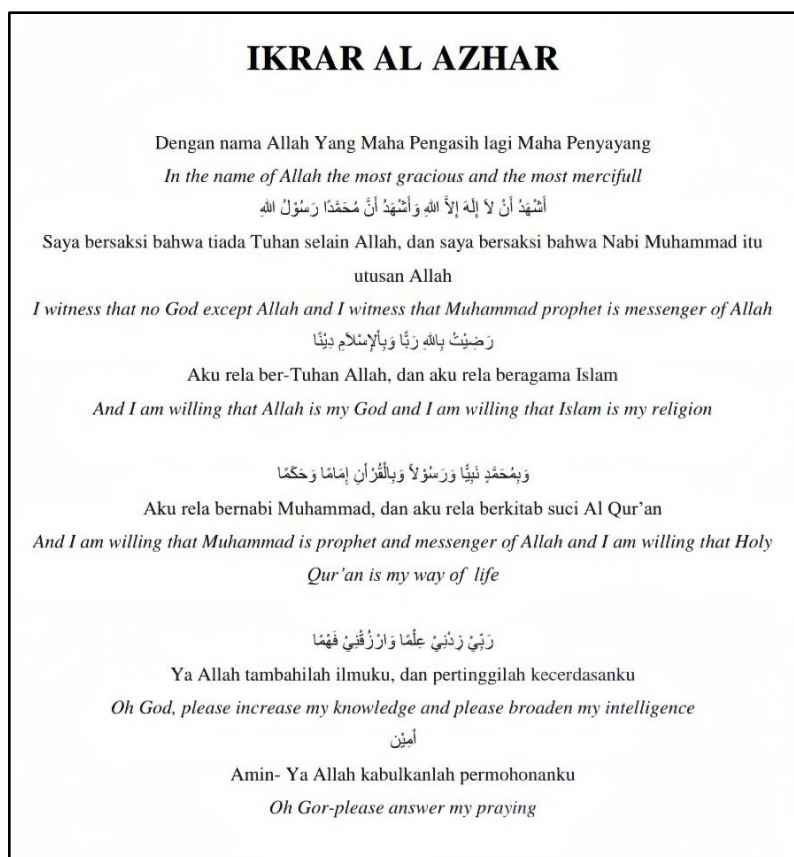 IKRAR AL AZHAR
Dengan nama Allah Yang Maha Pengasih lagi Maha Penyayang
In the name of Allah the most gracious and the most mercifull
أَشْهَدُ أَنْ لاَ إِلَهَ إِلاَّ اللهِ وَأَشْهَدُ أَنَّ مُحَمَّدًا رَسُوْلُ اللهِ
Saya bersaksi bahwa tiada Tuhan selain Allah, dan saya bersaksi bahwa Nabi Muhammad itu
utusan Allah
I witness that no God except Allah and I witness that Muhammad prophet is messenger of Allah
رَضِيْتُ بِاللهِ رَبًّا وَبِاْلإِسْلاَمِ دِيْنًا
Aku rela ber-Tuhan Allah, dan aku rela beragama Islam
And I am willing that Allah is my God and I am willing that Islam is my religion
وَبِمُحَمَّدٍ نَبِيًّا وَرَسُوْلاً وَبِالْقُرْأَنِ إِمَامًا وَحَكَمًا
Aku rela bernabi Muhammad, dan aku rela berkitab suci Al Qur’an
And I am willing that Muhammad is prophet and messenger of Allah and I am willing that Holy
Qur’an is my way of life
رَبِّيْ زِدْنِيْ عِلْمًا وَارْزُقْنِيْ فَهْمًا
Ya Allah tambahilah ilmuku, dan pertinggilah kecerdasanku
Oh God, please increase my knowledge and please broaden my intelligence
أمِيْن
Amin- Ya Allah kabulkanlah permohonanku
Oh Gor-please answer my praying